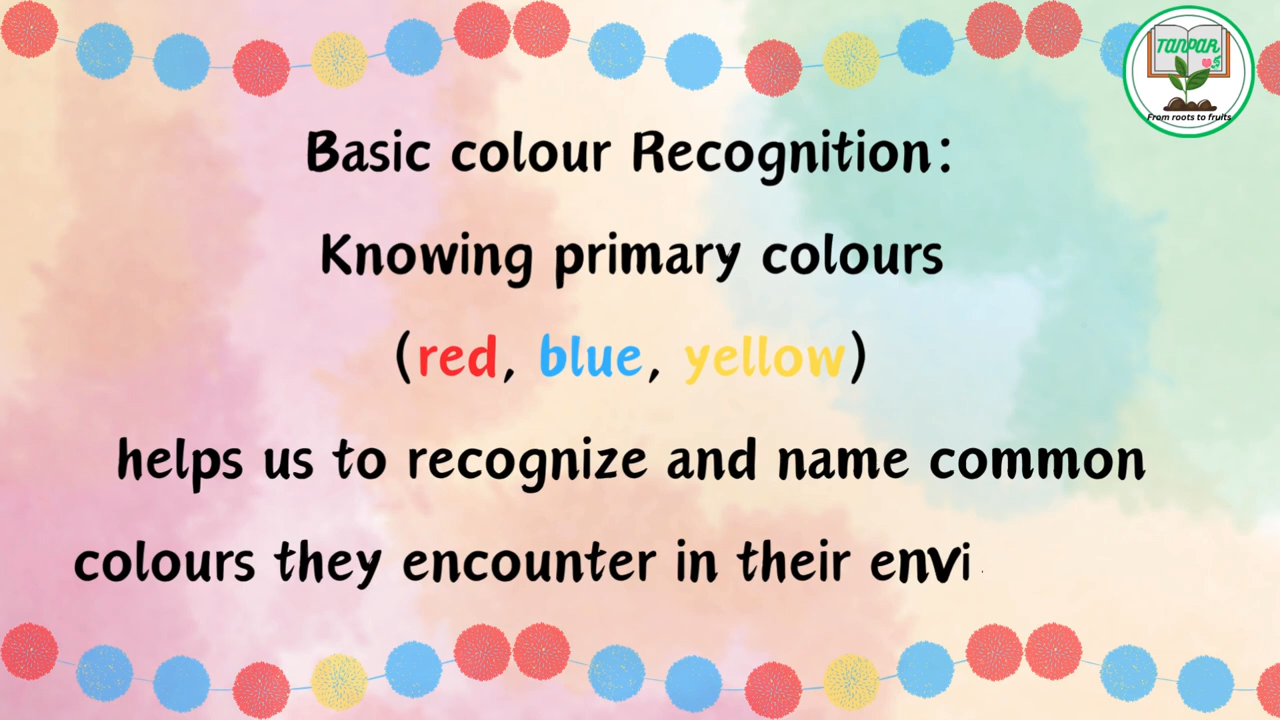 TANPAR
From roots to fruits
Basic colour Recognition:
Knowing primary colours
(red, blue, yellow)
helps us to recognize and name common
colours they encounter in their envi